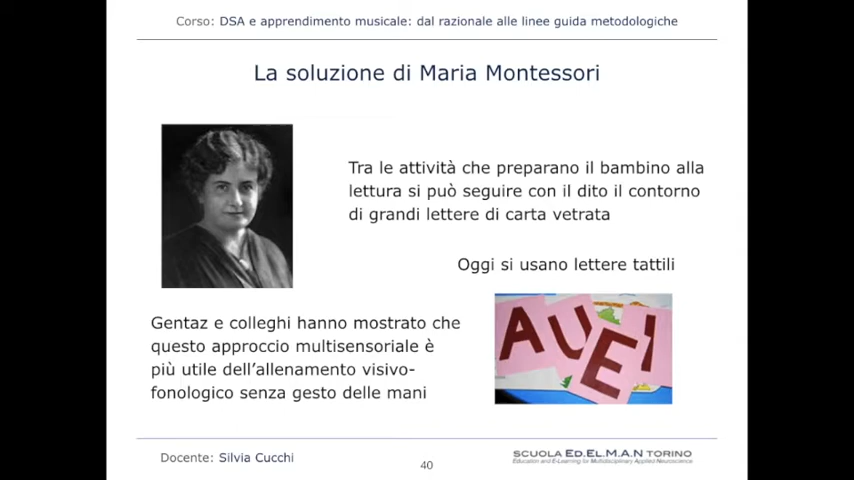 Corso: DSA e apprendimento musicale: dal razionale alle linee guida metodologiche
La soluzione di Maria Montessori
Tra le attività che preparano il bambino alla
lettura si può seguire con il dito il contorno
di grandi lettere di carta vetrata
Oggi si usano lettere tattili
Gentaz e colleghi hanno mostrato che
questo approccio multisensoriale è
più utile dell'allenamento visivo-
fonologico senza gesto delle mani
A U E I
Docente: Silvia Cucchi
40
SCUOLA ED.EL.M.A.N TORINO
Education and E-Learning for Multidisciplinary Applied Neuroscience